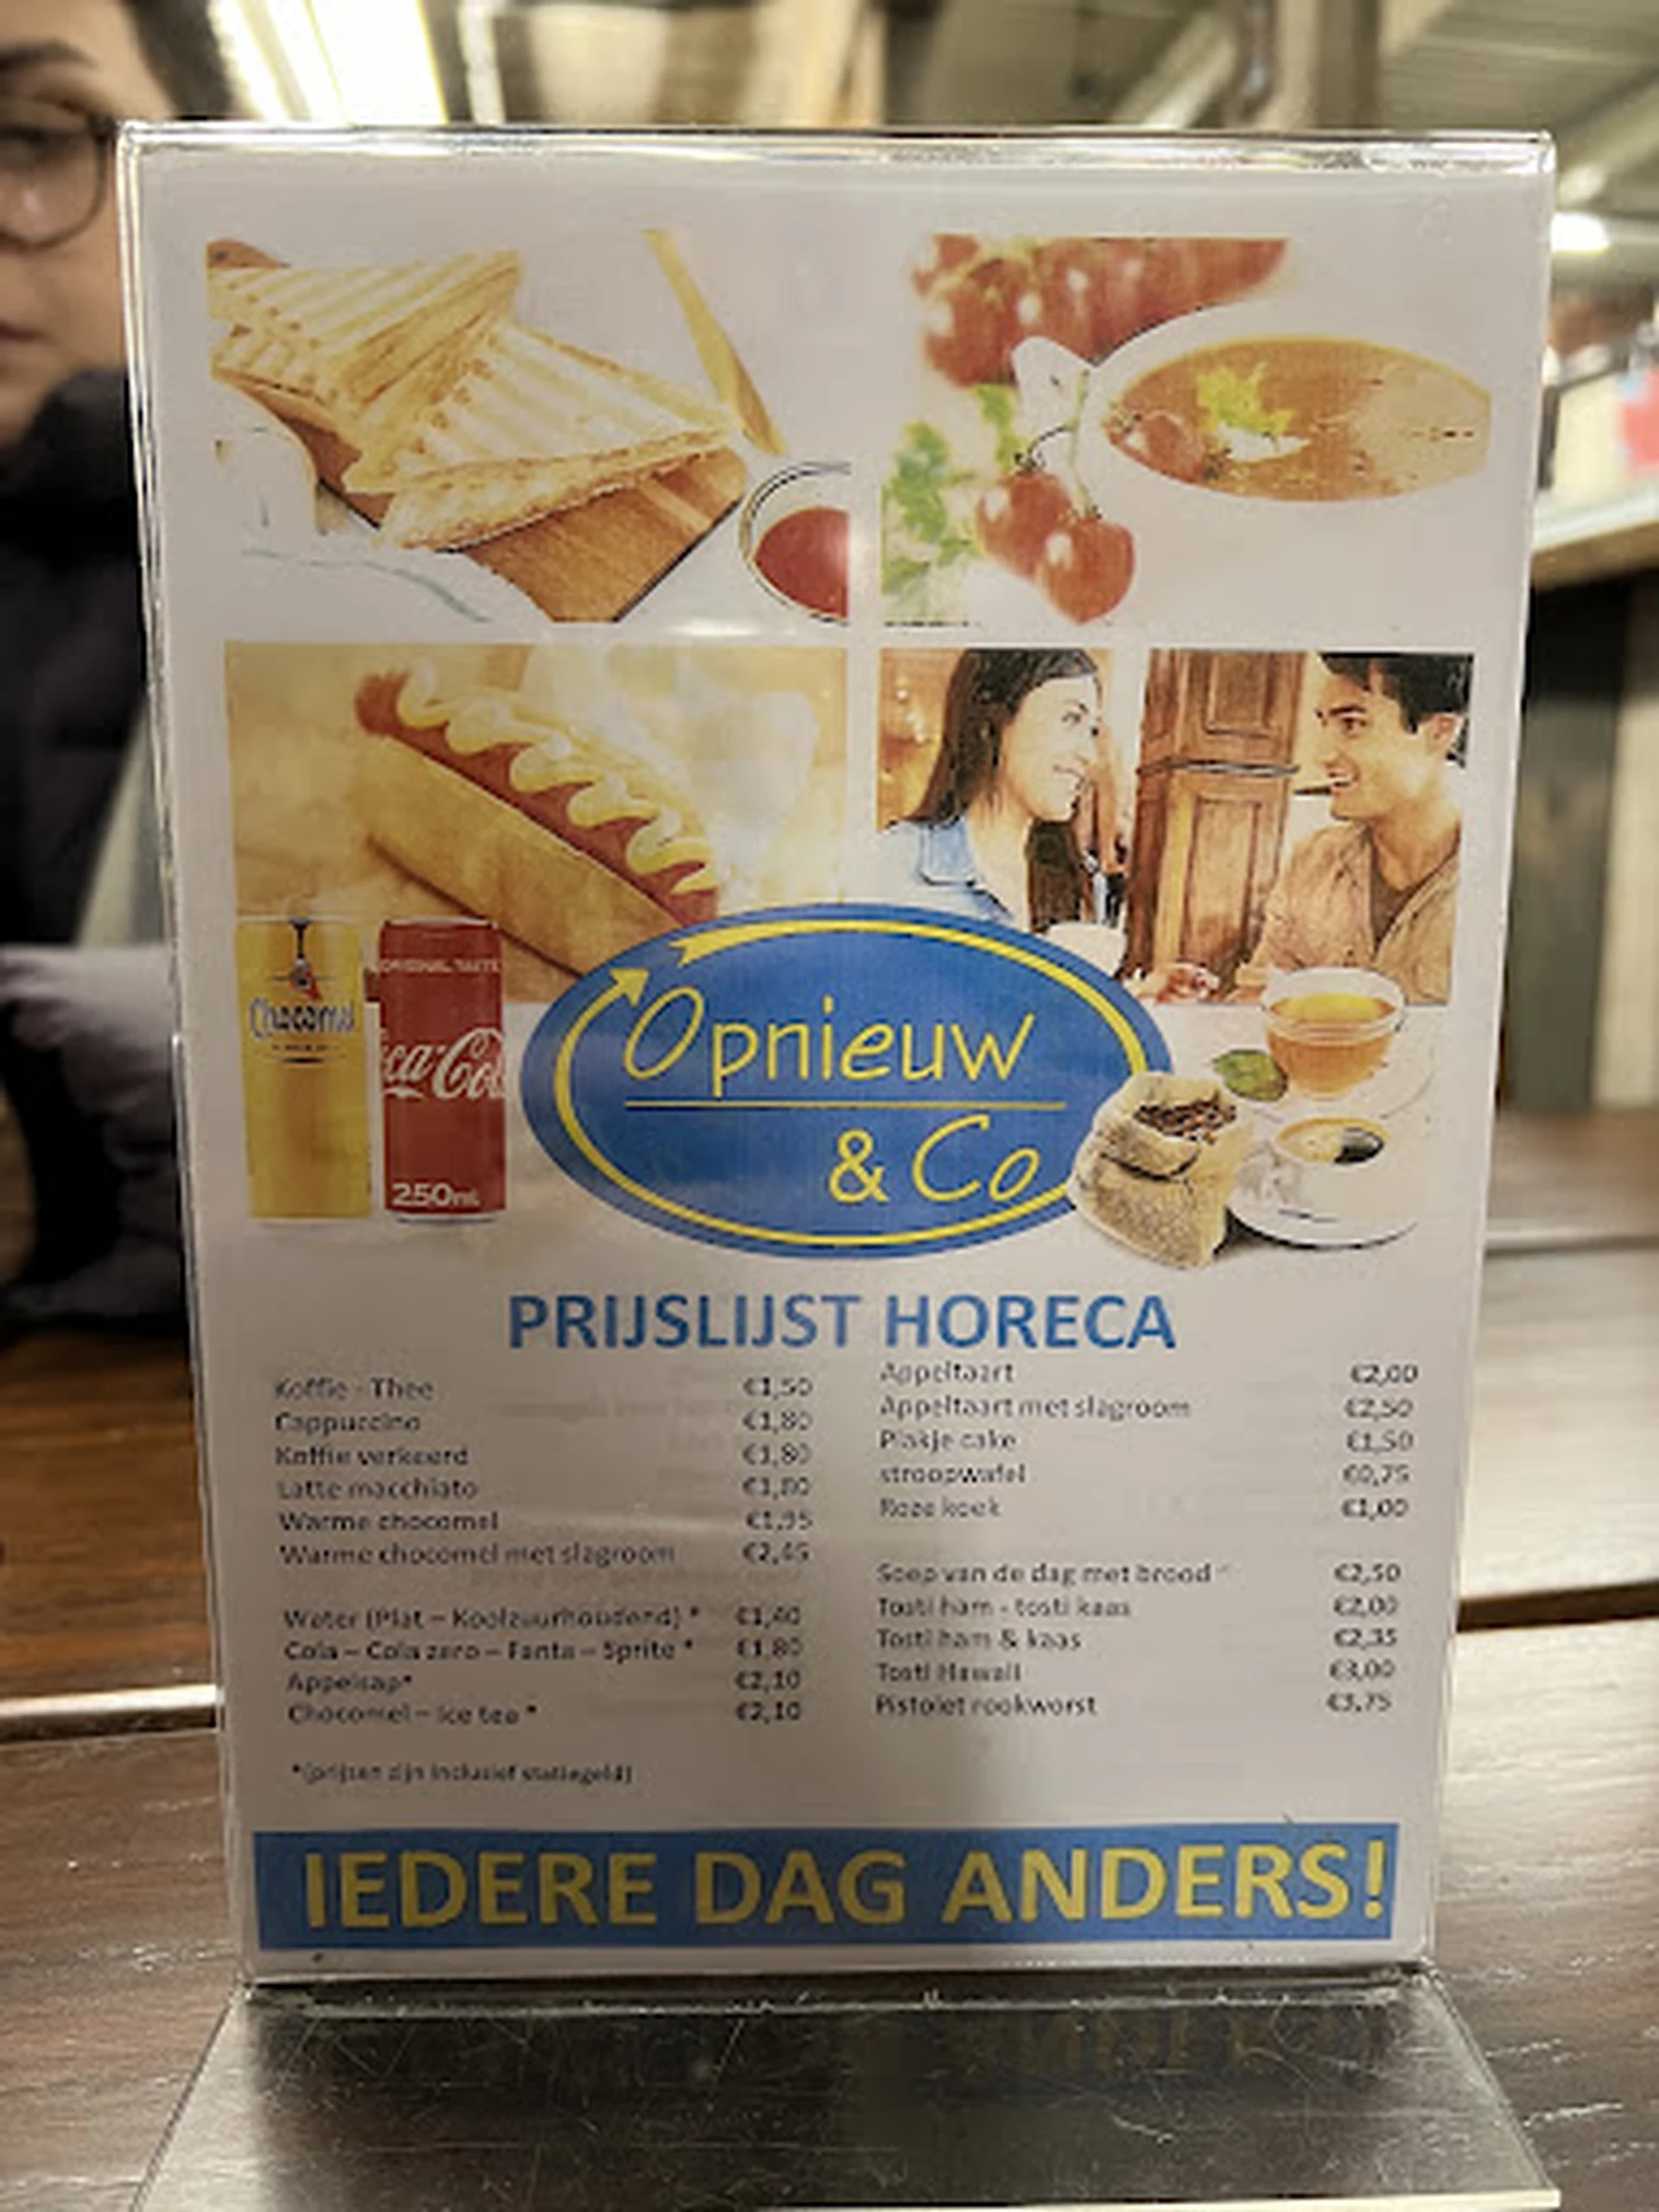 Chocomel
ORIGINAL TASTE
ca-Col
250ml
Opnieuw
& Co
PRIJSLIJST HORECA
Koffie - Thee €1,50
Cappuccino €1,80
Koffie verkeerd €1,80
Latte macchiato €1,80
Warme chocomel €1,95
Warme chocomel met slagroom €2,45
Water (Plat – Koolzuurhoudend) * €1,40
Cola – Cola zero – Fanta – Sprite * €1,80
Appelsap* €2,10
Chocomel – Ice tea * €2,10
*(prijzen zijn inclusief statiegeld)
Appeltaart €2,00
Appeltaart met slagroom €2,50
Plakje cake €1,50
stroopwafel €0,75
Roze koek €1,00
Soep van de dag met brood €2,50
Tosti ham - tosti kaas €2,00
Tosti ham & kaas €2,35
Tosti Hawaii €3,00
Pistolet rookworst €3,75
IEDERE DAG ANDERS!